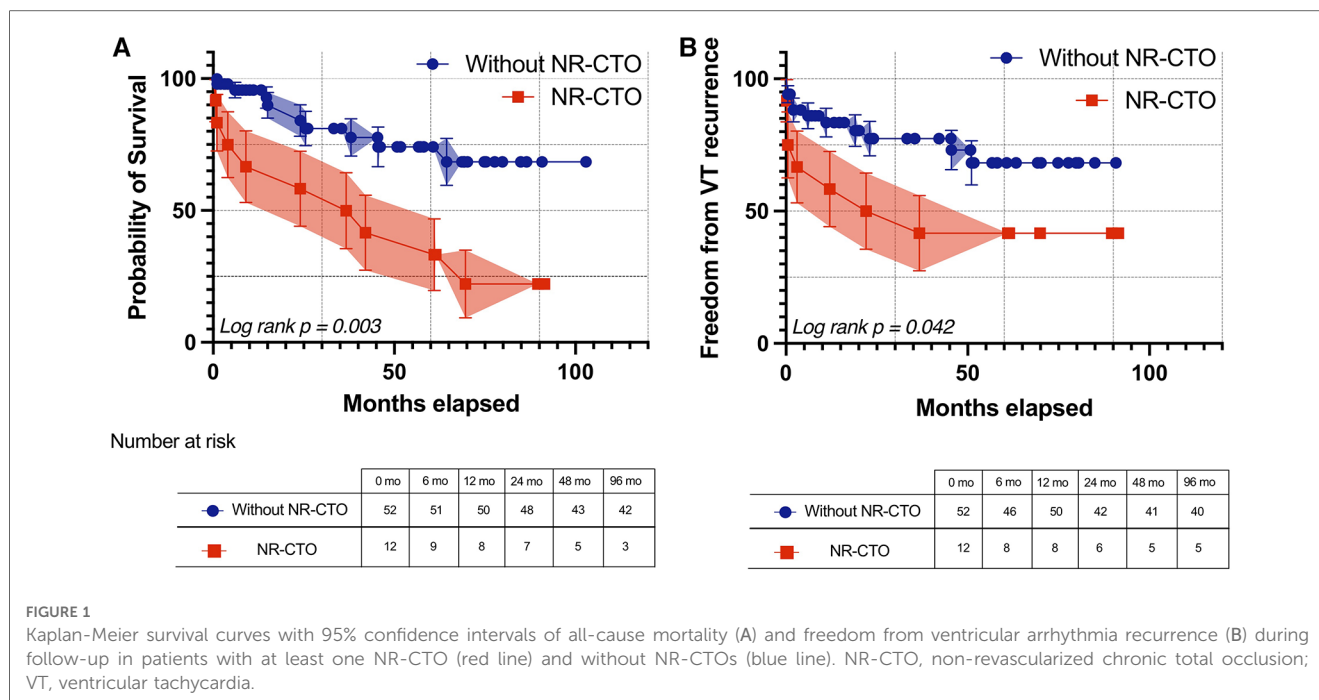 A
Probability of Survival
Without NR-CTO
NR-CTO
100
50
0
Log rank p = 0.003
0 50 100
Months elapsed
B
Freedom from VT recurrence
Without NR-CTO
NR-CTO
100
50
0
Log rank p = 0.042
0 50 100
Months elapsed
Number at risk
0 mo 6 mo 12 mo 24 mo 48 mo 96 mo
Without NR-CTO 52 51 50 48 43 42
NR-CTO 12 9 8 7 5 3
0 mo 6 mo 12 mo 24 mo 48 mo 96 mo
Without NR-CTO 52 46 50 42 41 40
NR-CTO 12 8 8 6 5 5
FIGURE 1
Kaplan-Meier survival curves with 95% confidence intervals of all-cause mortality (A) and freedom from ventricular arrhythmia recurrence (B) during
follow-up in patients with at least one NR-CTO (red line) and without NR-CTOs (blue line). NR-CTO, non-revascularized chronic total occlusion;
VT, ventricular tachycardia.